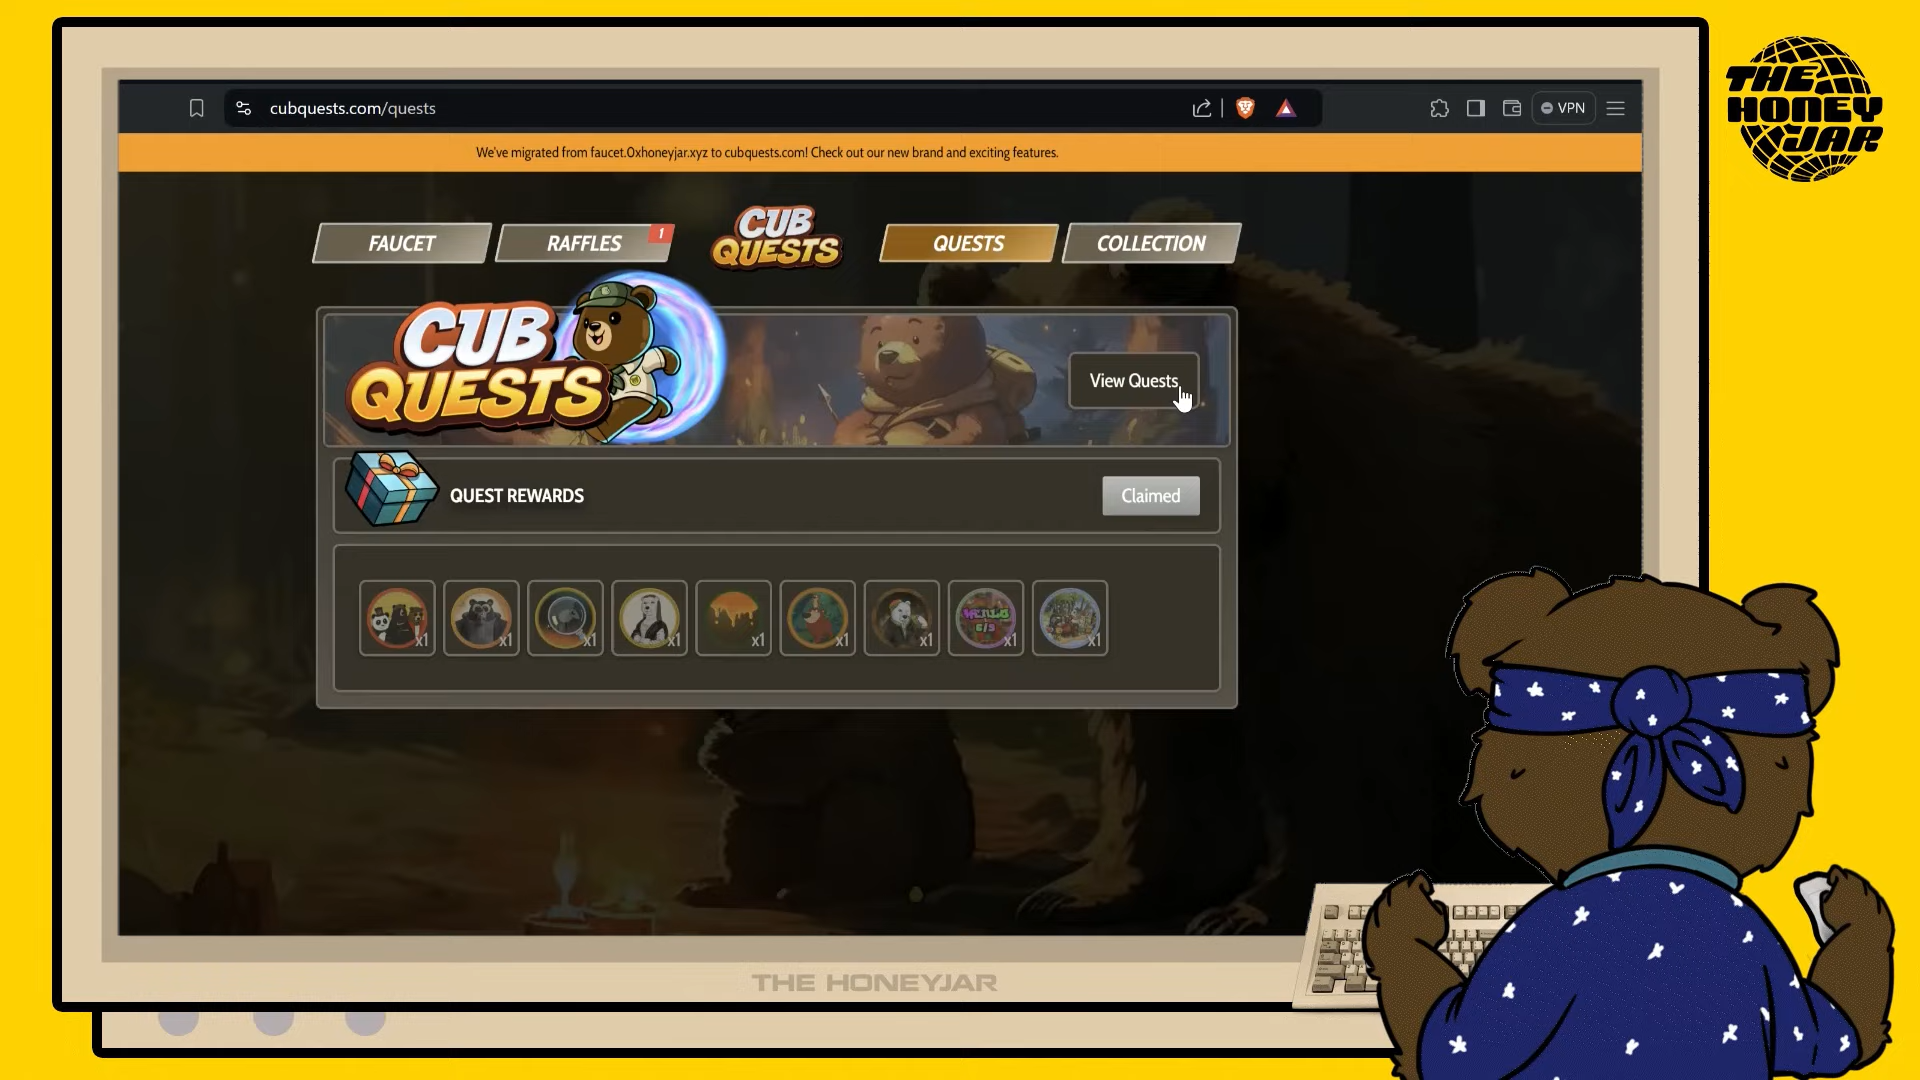 THE
HONEY
JAR
cubquests.com/quests
VPN
We've migrated from faucet.0xhoneyjar.xyz to cubquests.com! Check out our new brand and exciting features.
FAUCET
RAFFLES
1
CUB
QUESTS
QUESTS
COLLECTION
CUB
QUESTS
View Quests
QUEST REWARDS
Claimed
x1
x1
x1
x1
x1
x1
x1
x1
x1
THE HONEYJAR